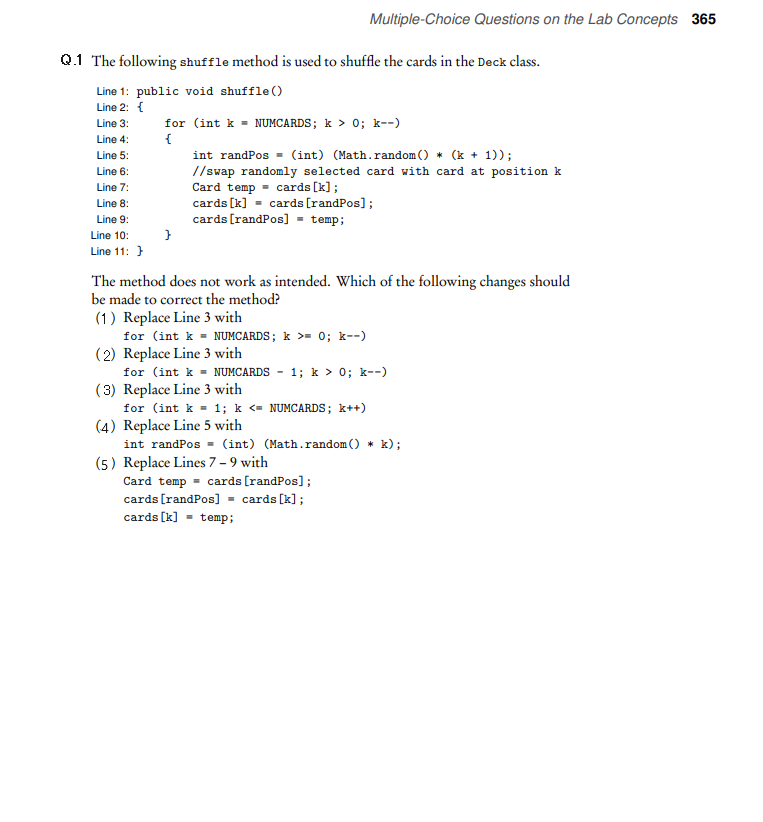 Multiple-Choice Questions on the Lab Concepts 365
Q.1 The following shuffle method is used to shuffle the cards in the Deck class.
Line 1: public void shuffle()
Line 2: {
Line 3: for (int k = NUMCARDS; k > 0; k--)
Line 4: {
Line 5: int randPos = (int) (Math.random() * (k + 1));
Line 6: //swap randomly selected card with card at position k
Line 7: Card temp = cards[k];
Line 8: cards[k] = cards[randPos];
Line 9: cards[randPos] = temp;
Line 10: }
Line 11: }
The method does not work as intended. Which of the following changes should
be made to correct the method?
(1) Replace Line 3 with
for (int k = NUMCARDS; k >= 0; k--)
(2) Replace Line 3 with
for (int k = NUMCARDS - 1; k > 0; k--)
(3) Replace Line 3 with
for (int k = 1; k <= NUMCARDS; k++)
(4) Replace Line 5 with
int randPos = (int) (Math.random() * k);
(5) Replace Lines 7 – 9 with
Card temp = cards[randPos];
cards[randPos] = cards[k];
cards[k] = temp;